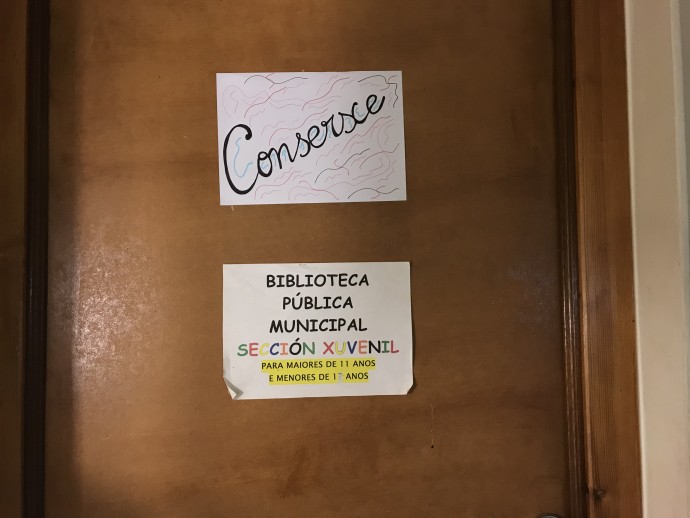 Conserxe
BIBLIOTECA
PÚBLICA
MUNICIPAL
SECCIÓN XUVENIL
PARA MAIORES DE 11 ANOS
E MENORES DE ANOS